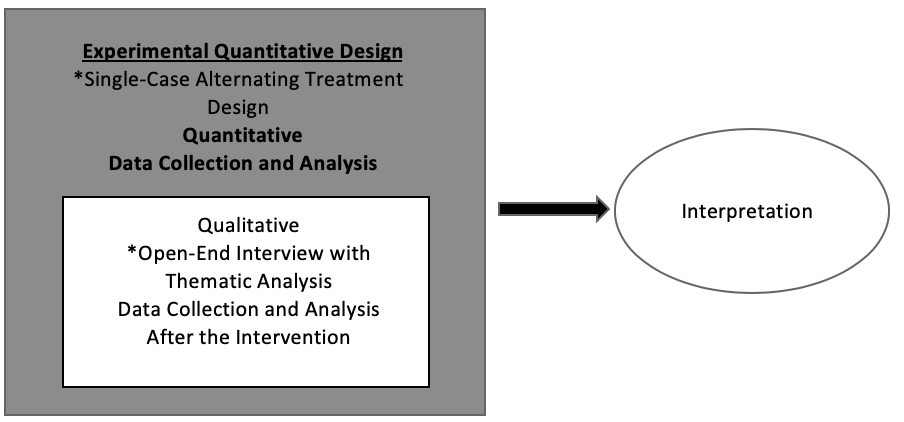 Experimental Quantitative Design
*Single-Case Alternating Treatment
Design
Quantitative
Data Collection and Analysis
Qualitative
*Open-End Interview with
Thematic Analysis
Data Collection and Analysis
After the Intervention
Interpretation